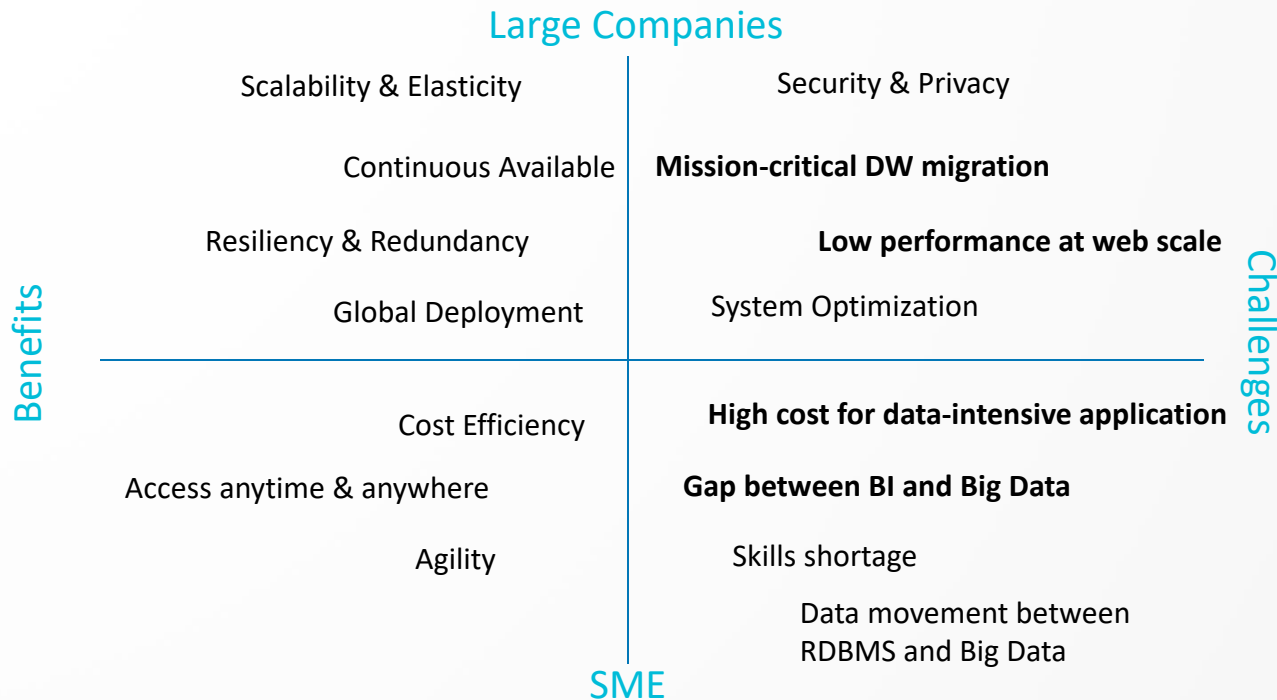 Large Companies
Scalability & Elasticity
Security & Privacy
Continuous Available
Mission-critical DW migration
Resiliency & Redundancy
Low performance at web scale
Global Deployment
System Optimization
Benefits
Challenges
Cost Efficiency
High cost for data-intensive application
Access anytime & anywhere
Gap between BI and Big Data
Agility
Skills shortage
Data movement between
RDBMS and Big Data
SME